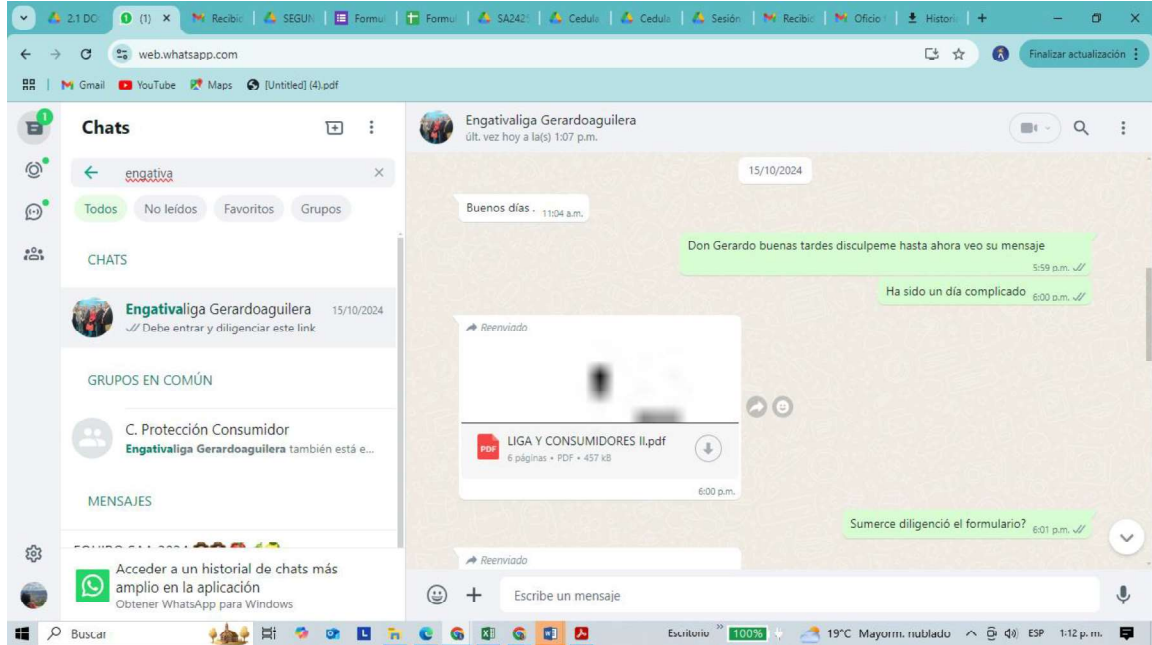 2.1 DO
(1)
Recibic
SEGUN
Formul
Formul
SA242
Cedula
Cedula
Sesión
Recibic
Oficio
Histori
web.whatsapp.com
Finalizar actualización
Gmail
YouTube
Maps
[Untitled] (4).pdf
1
Chats
engativa
Todos
No leídos
Favoritos
Grupos
CHATS
Engativaliga Gerardoaguilera 15/10/2024
Debe entrar y diligenciar este link
GRUPOS EN COMÚN
C. Protección Consumidor
Engativaliga Gerardoaguilera también está e...
MENSAJES
Acceder a un historial de chats más
amplio en la aplicación
Obtener WhatsApp para Windows
Engativaliga Gerardoaguilera
últ. vez hoy a la(s) 1:07 p.m.
15/10/2024
Buenos días . 11:04 a.m.
Don Gerardo buenas tardes disculpeme hasta ahora veo su mensaje
5:59 p.m.
Ha sido un día complicado 6:00 p.m.
Reenviado
LIGA Y CONSUMIDORES II.pdf
6 páginas • PDF • 457 kB
6:00 p.m.
Sumerce diligenció el formulario? 6:01 p.m.
Reenviado
Escribe un mensaje
Buscar
Escritorio
100%
19°C Mayorm. nublado
ESP
1:12 p. m.